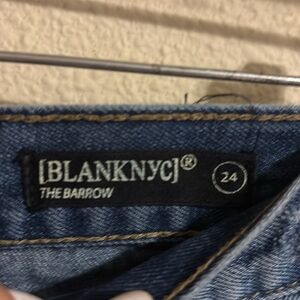 [BLANKNYC]®
THE BARROW
24